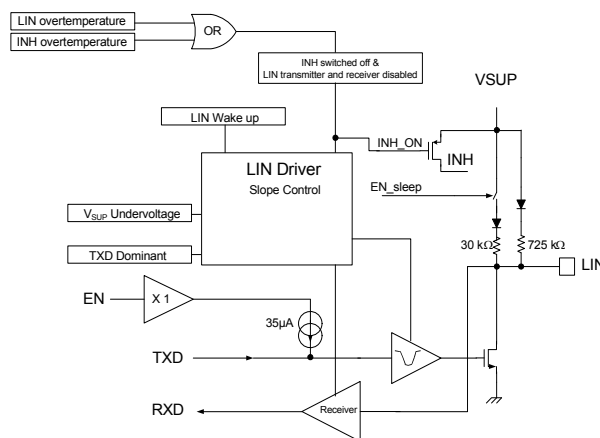 LIN overtemperature
INH overtemperature
OR
INH switched off &
LIN transmitter and receiver disabled
VSUP
LIN Wake up
INH_ON
INH
LIN Driver
Slope Control
EN_sleep
VSUP Undervoltage
TXD Dominant
30 kΩ
725 kΩ
LIN
EN
X 1
35µA
TXD
RXD
Receiver